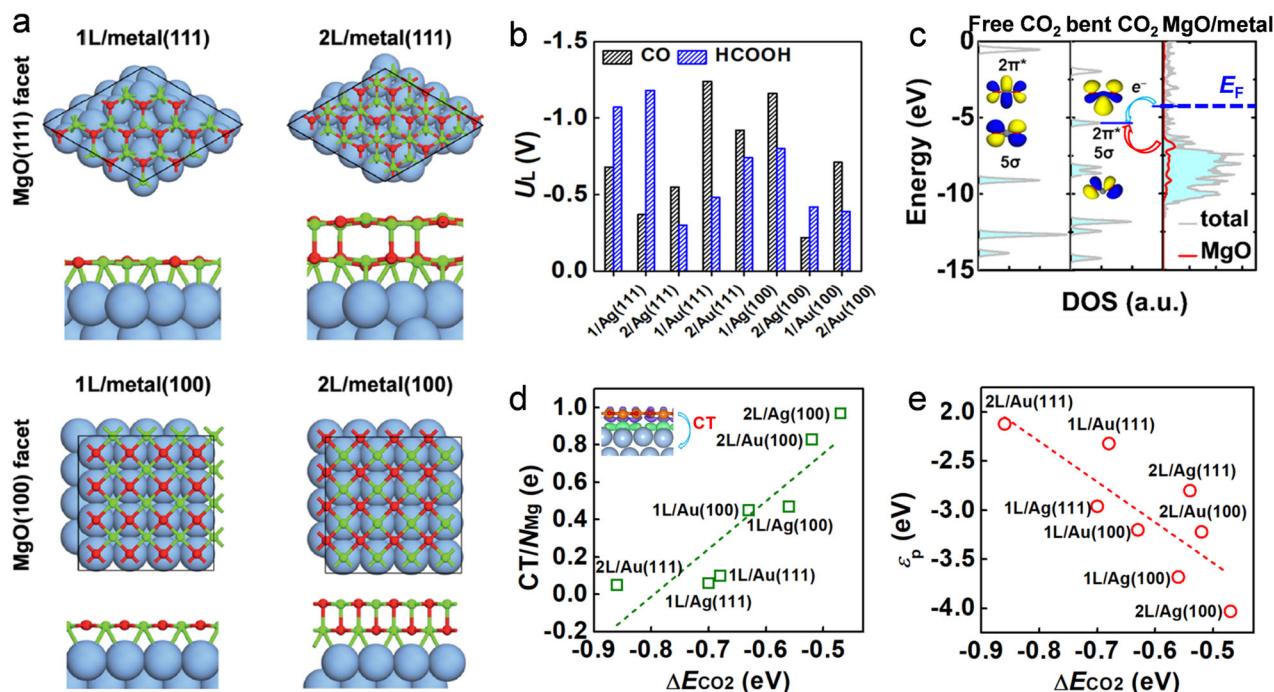 a
1L/metal(111)
2L/metal(111)
MgO(111) facet
1L/metal(100)
2L/metal(100)
MgO(100) facet
b
-1.5
-1.0
-0.5
0.0
UL (V)
CO
HCOOH
1/Ag(111)
2/Ag(111)
1/Au(111)
2/Au(111)
1/Ag(100)
2/Ag(100)
1/Au(100)
2/Au(100)
c
Free CO2 bent CO2 MgO/metal
0
-5
-10
-15
Energy (eV)
2π*
5σ
2π*
5σ
e-
EF
total
MgO
DOS (a.u.)
d
1.0
0.8
0.6
0.4
0.2
0.0
-0.2
CT/NMg (e)
CT
2L/Ag(100)
2L/Au(100)
1L/Au(100)
1L/Ag(100)
2L/Au(111)
1L/Au(111)
1L/Ag(111)
-0.9 -0.8 -0.7 -0.6 -0.5
ΔECO2 (eV)
e
2.0
-2.5
-3.0
-3.5
-4.0
εp (eV)
2L/Au(111)
1L/Au(111)
2L/Ag(111)
1L/Ag(111)
2L/Au(100)
1L/Au(100)
1L/Ag(100)
2L/Ag(100)
-0.9 -0.8 -0.7 -0.6 -0.5
ΔECO2 (eV)